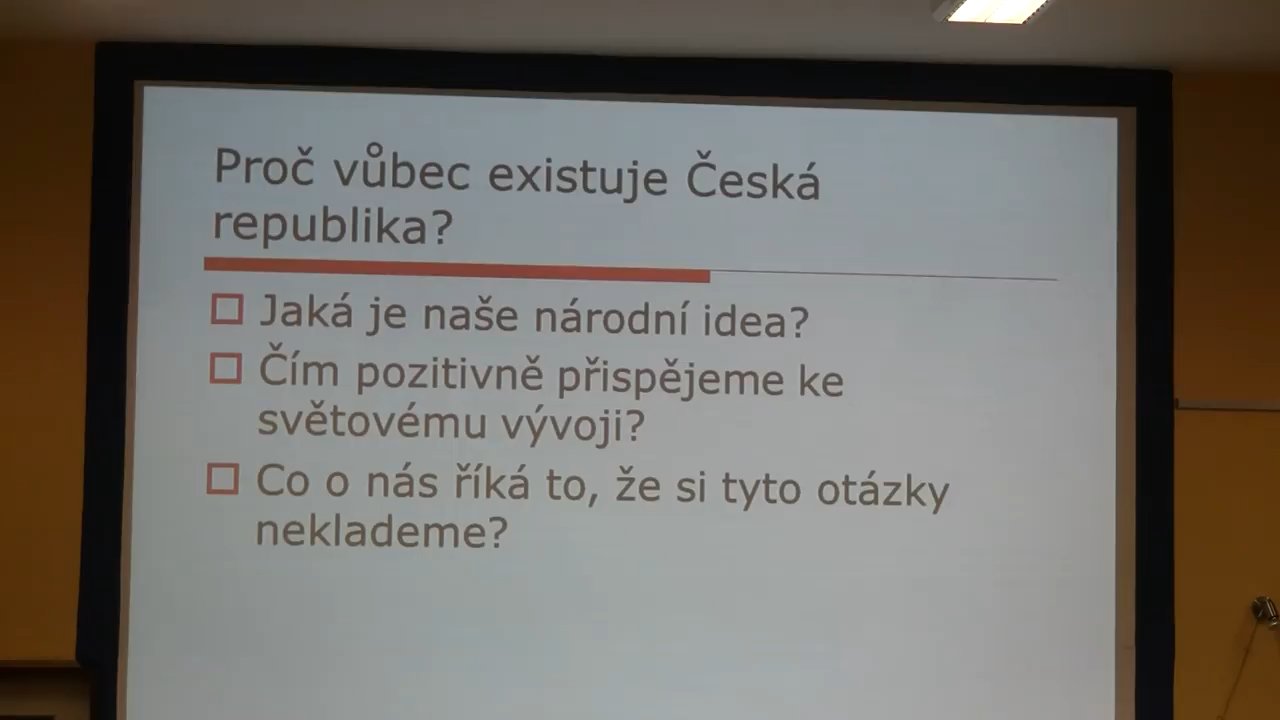 Proč vůbec existuje Česká
republika?
Jaká je naše národní idea?
Čím pozitivně přispějeme ke
světovému vývoji?
Co o nás říká to, že si tyto otázky
neklademe?